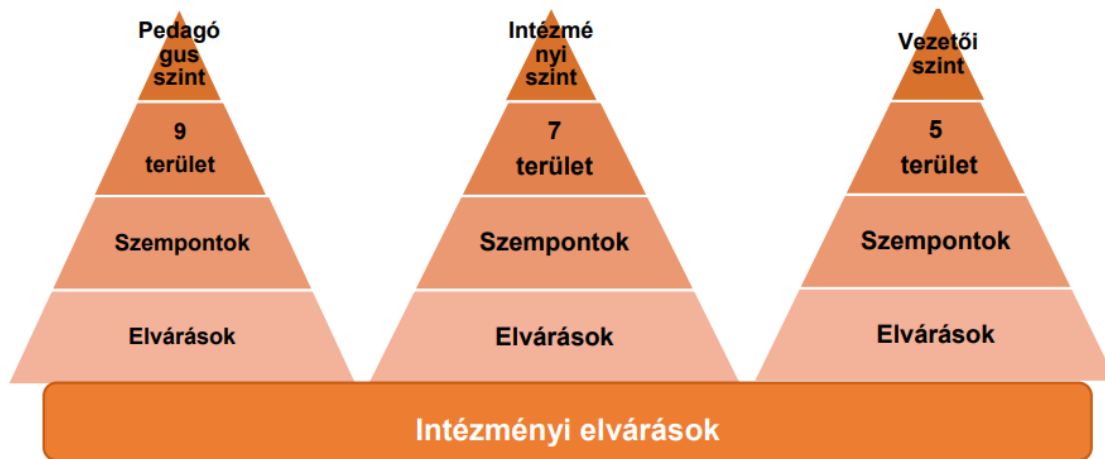 Pedagó
gus
szint
9
terület
Szempontok
Elvárások
Intézmé
nyi
szint
7
terület
Szempontok
Elvárások
Vezetői
szint
5
terület
Szempontok
Elvárások
Intézményi elvárások